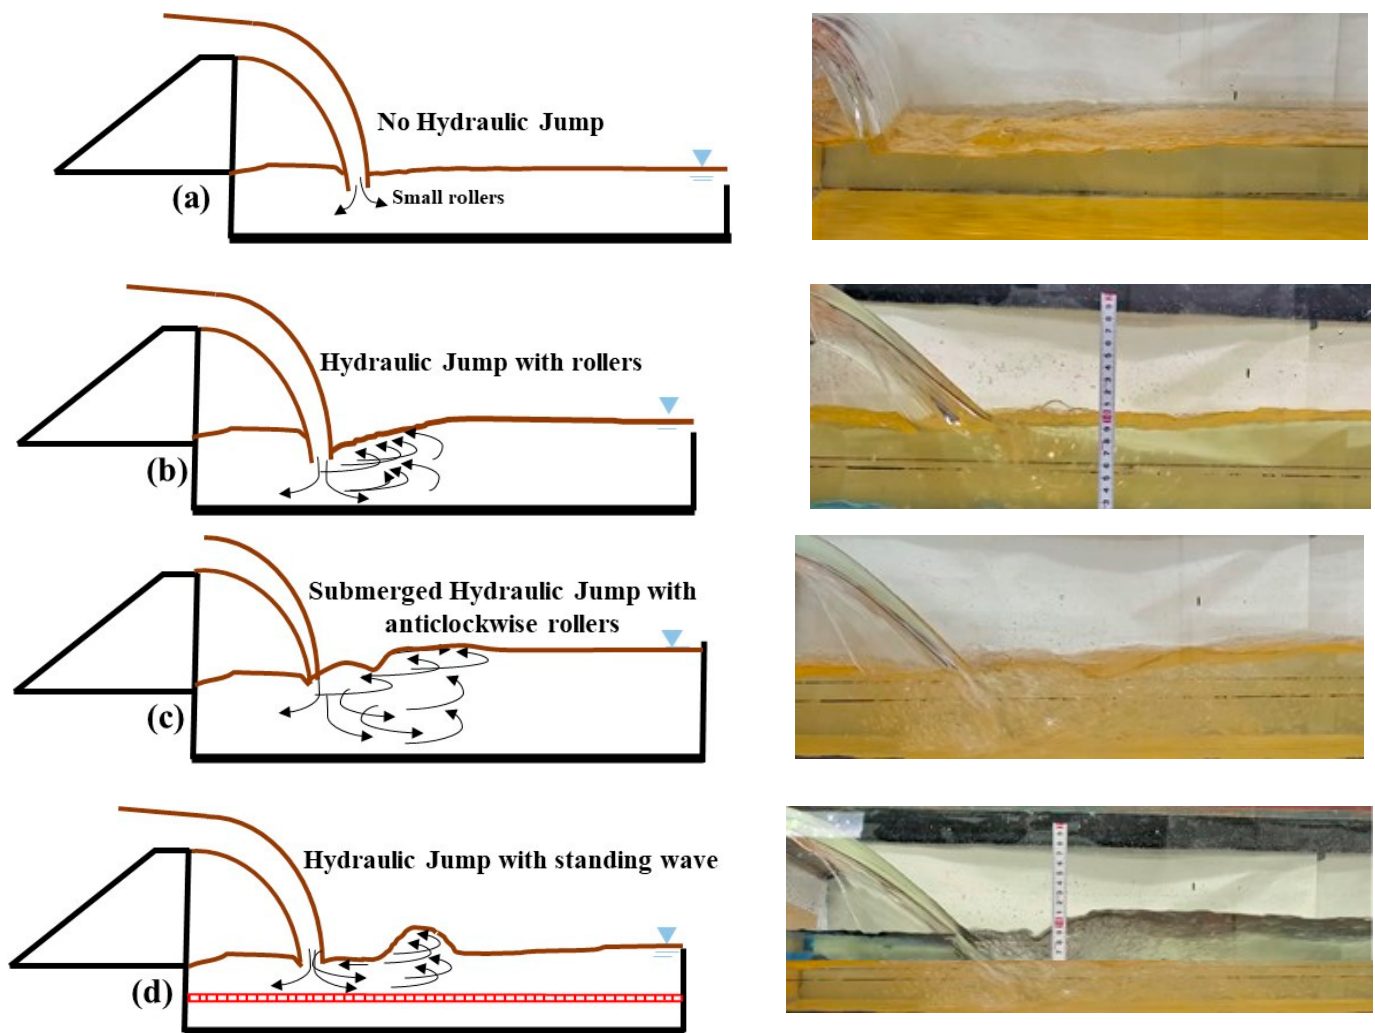 No Hydraulic Jump
(a)
Small rollers
Hydraulic Jump with rollers
(b)
Submerged Hydraulic Jump with
anticlockwise rollers
(c)
Hydraulic Jump with standing wave
(d)